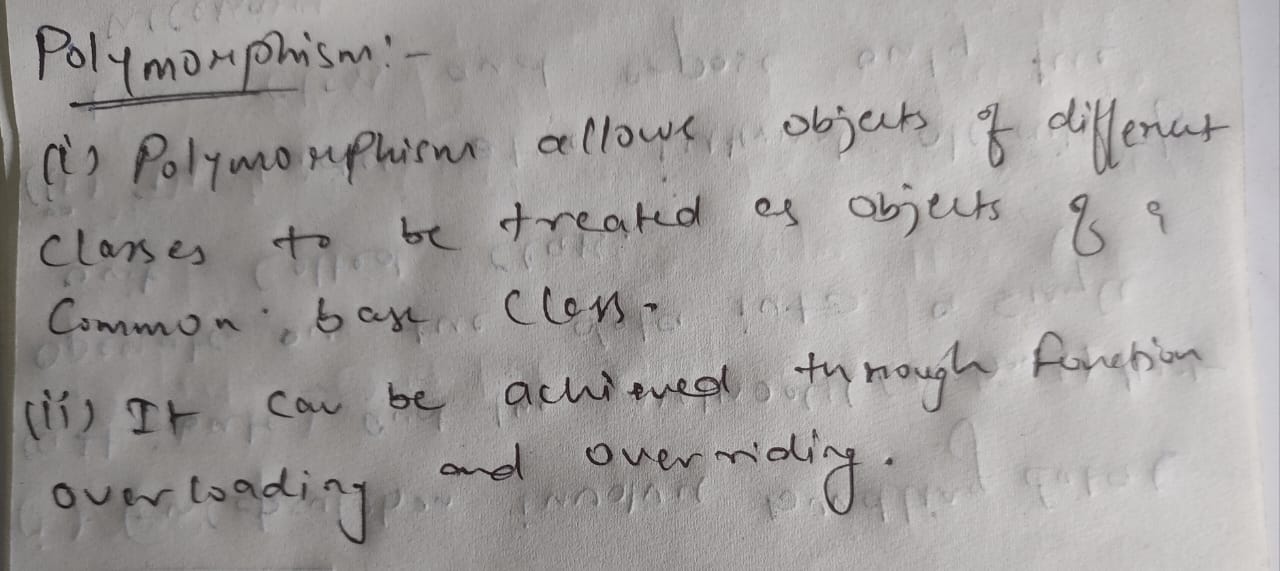 Polymorphism:-
(i) Polymorphism allows objects of different
classes to be treated as objects of a
Common base class.
(ii) It can be achieved through function
overloading and overriding.